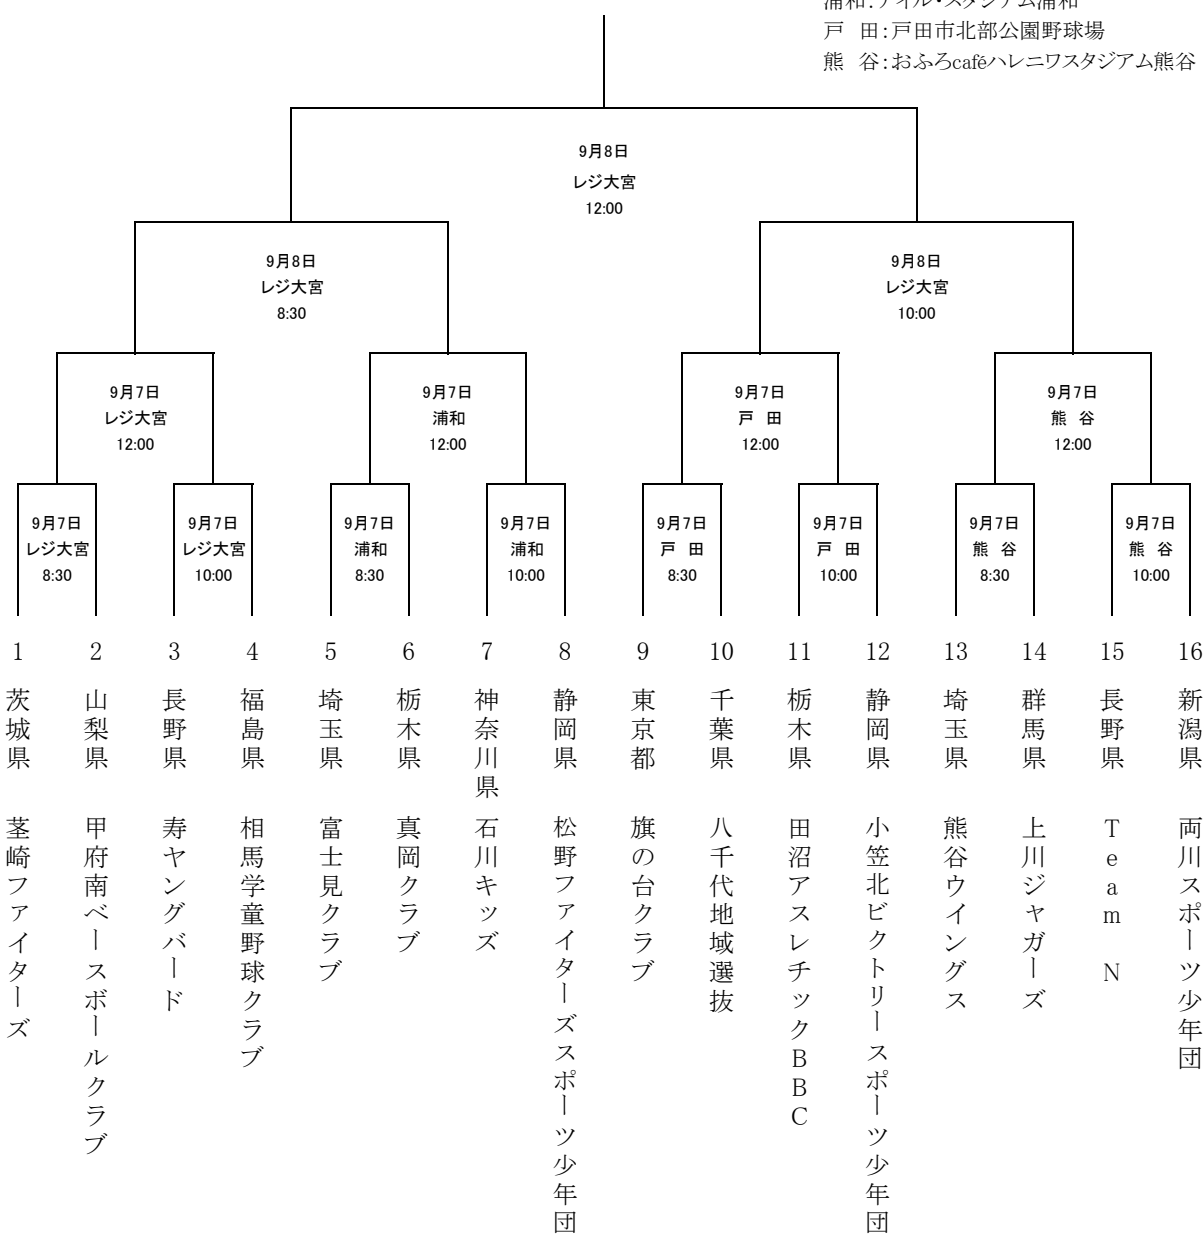 浦和:アイル・スタジアム浦和
戸　田:戸田市北部公園野球場
熊　谷:おふろcaféハレニワスタジアム熊谷
9月8日
レジ大宮
12:00
9月8日
レジ大宮
8:30
9月8日
レジ大宮
10:00
9月7日
レジ大宮
12:00
9月7日
浦和
12:00
9月7日
戸　田
12:00
9月7日
熊　谷
12:00
9月7日
レジ大宮
8:30
9月7日
レジ大宮
10:00
9月7日
浦和
8:30
9月7日
浦和
10:00
9月7日
戸　田
8:30
9月7日
戸　田
10:00
9月7日
熊　谷
8:30
9月7日
熊　谷
10:00
1
茨城県　茎崎ファイターズ
2
山梨県　甲府南ベースボールクラブ
3
長野県　寿ヤングバード
4
福島県　相馬学童野球クラブ
5
埼玉県　富士見クラブ
6
栃木県　真岡クラブ
7
神奈川県　石川キッズ
8
静岡県　松野ファイターズスポーツ少年団
9
東京都　旗の台クラブ
10
千葉県　八千代地域選抜
11
栃木県　田沼アスレチックBBC
12
静岡県　小笠北ビクトリースポーツ少年団
13
埼玉県　熊谷ウイングス
14
群馬県　上川ジャガーズ
15
長野県　Team　N
16
新潟県　両川スポーツ少年団